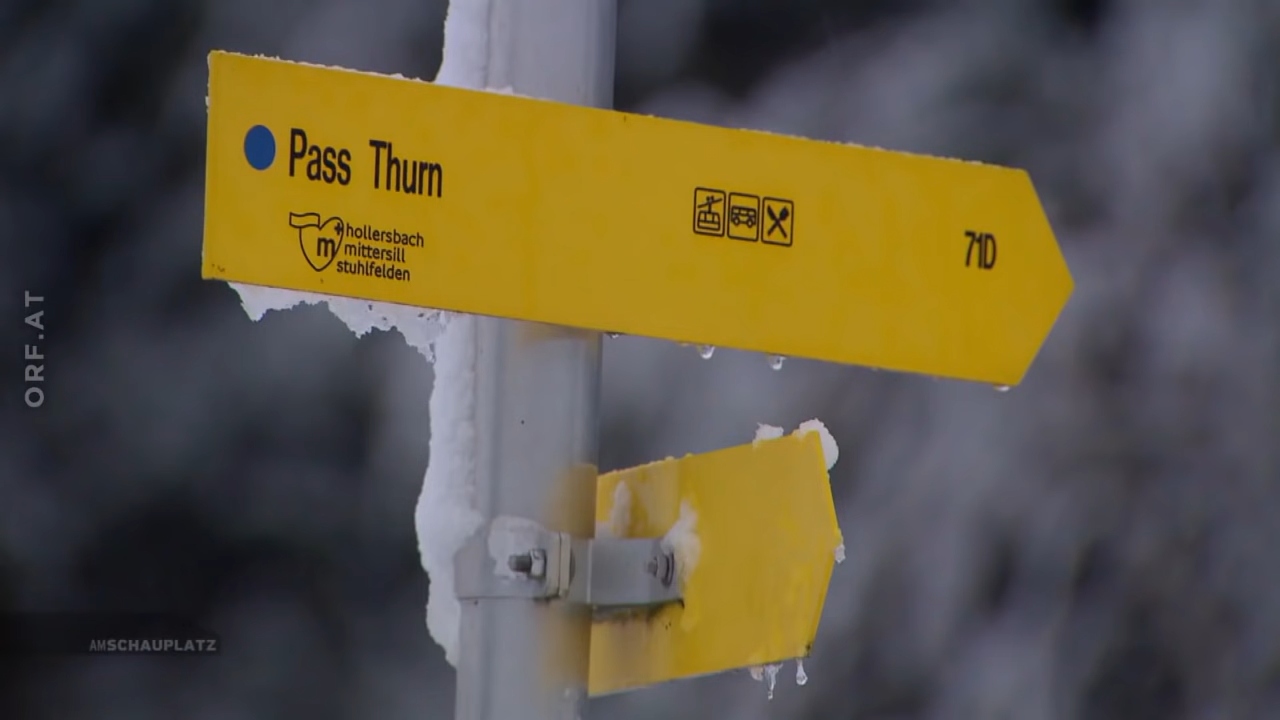 Pass Thurn
m
hollersbach
mittersill
stuhlfelden
71D
ORF.AT
AMSCHAUPLATZ